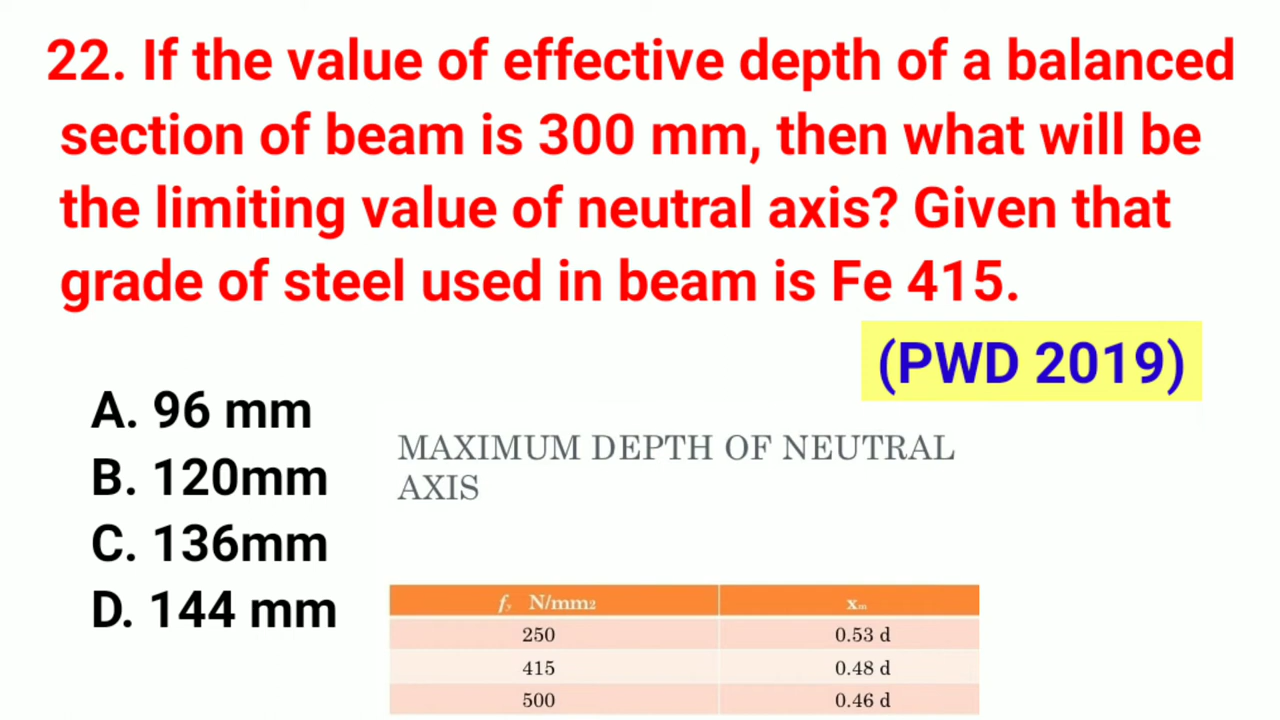 22. If the value of effective depth of a balanced
section of beam is 300 mm, then what will be
the limiting value of neutral axis? Given that
grade of steel used in beam is Fe 415.
(PWD 2019)
A. 96 mm
B. 120mm
C. 136mm
D. 144 mm
MAXIMUM DEPTH OF NEUTRAL
AXIS
fy N/mm2 xm
250 0.53 d
415 0.48 d
500 0.46 d